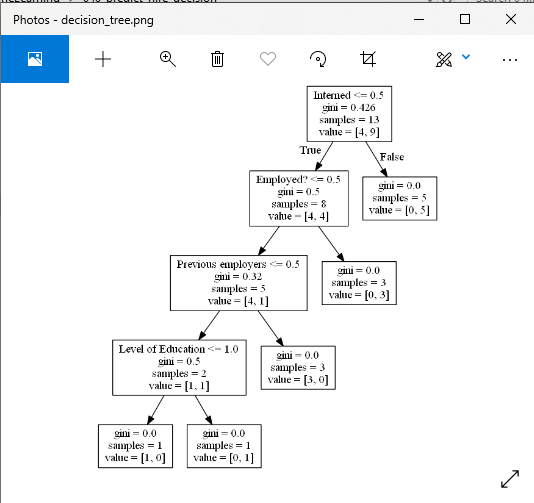 Photos - decision_tree.png
Interned <= 0.5
gini = 0.426
samples = 13
value = [4, 9]
True
False
Employed? <= 0.5
gini = 0.5
samples = 8
value = [4, 4]
gini = 0.0
samples = 5
value = [0, 5]
Previous employers <= 0.5
gini = 0.32
samples = 5
value = [4, 1]
gini = 0.0
samples = 3
value = [0, 3]
Level of Education <= 1.0
gini = 0.5
samples = 2
value = [1, 1]
gini = 0.0
samples = 3
value = [3, 0]
gini = 0.0
samples = 1
value = [1, 0]
gini = 0.0
samples = 1
value = [0, 1]